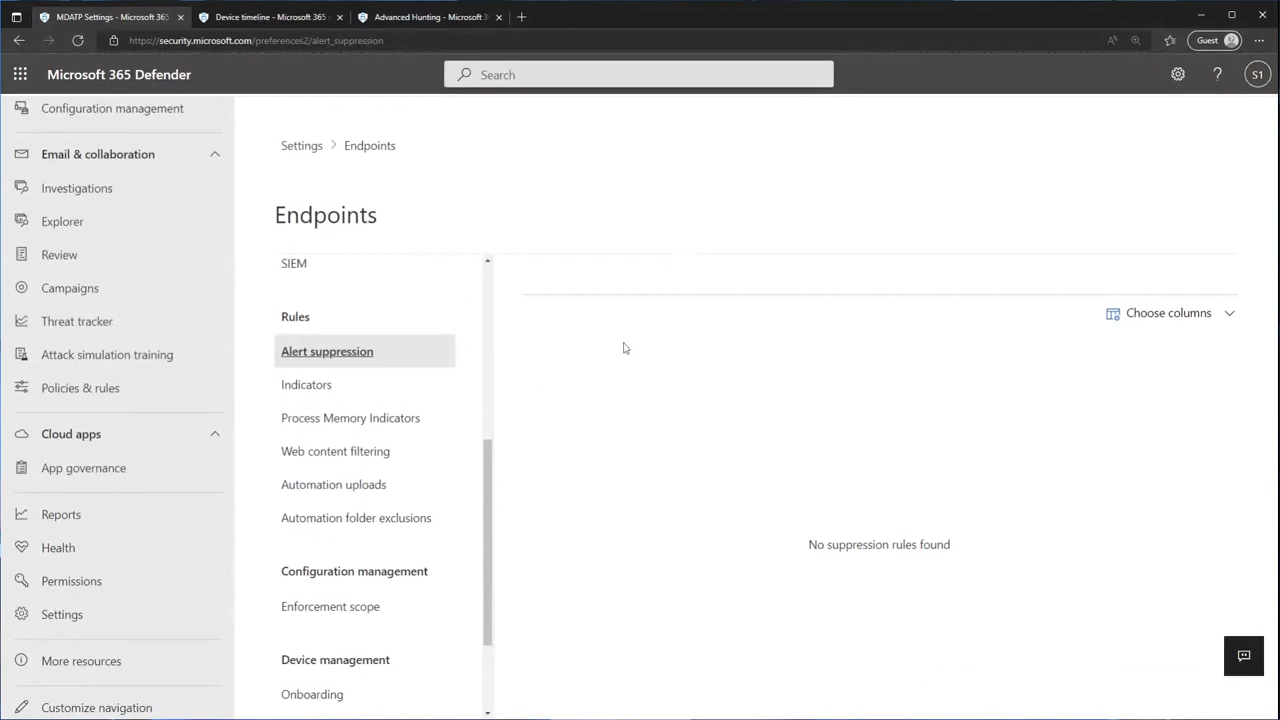 MDATP Settings - Microsoft 365
Device timeline - Microsoft 365
Advanced Hunting - Microsoft 3
https://security.microsoft.com/preferences2/alert_suppression
Guest
Microsoft 365 Defender
Search
S1
Configuration management
Email & collaboration
Investigations
Explorer
Review
Campaigns
Threat tracker
Attack simulation training
Policies & rules
Cloud apps
App governance
Reports
Health
Permissions
Settings
More resources
Customize navigation
Settings > Endpoints
Endpoints
SIEM
Rules
Alert suppression
Indicators
Process Memory Indicators
Web content filtering
Automation uploads
Automation folder exclusions
Configuration management
Enforcement scope
Device management
Onboarding
Choose columns
No suppression rules found